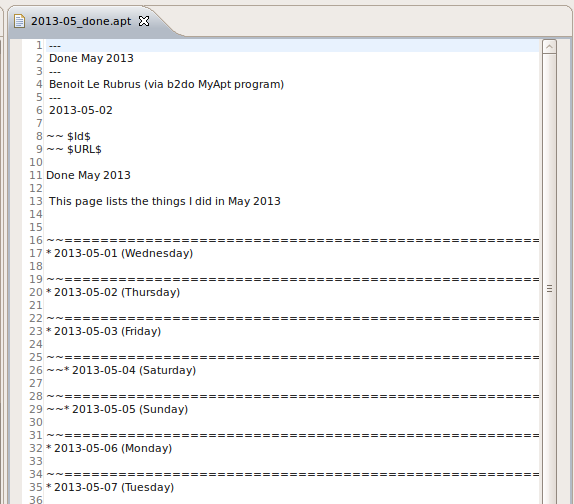 2013-05_done.apt
1 ---
2 Done May 2013
3 ---
4 Benoit Le Rubrus (via b2do MyApt program)
5 ---
6 2013-05-02
7
8 ~~ $Id$
9 ~~ $URL$
10
11 Done May 2013
12
13 This page lists the things I did in May 2013
14
15
16 ~~=====================================================
17 * 2013-05-01 (Wednesday)
18
19 ~~=====================================================
20 * 2013-05-02 (Thursday)
21
22 ~~=====================================================
23 * 2013-05-03 (Friday)
24
25 ~~=====================================================
26 ~~* 2013-05-04 (Saturday)
27
28 ~~=====================================================
29 ~~* 2013-05-05 (Sunday)
30
31 ~~=====================================================
32 * 2013-05-06 (Monday)
33
34 ~~=====================================================
35 * 2013-05-07 (Tuesday)
36